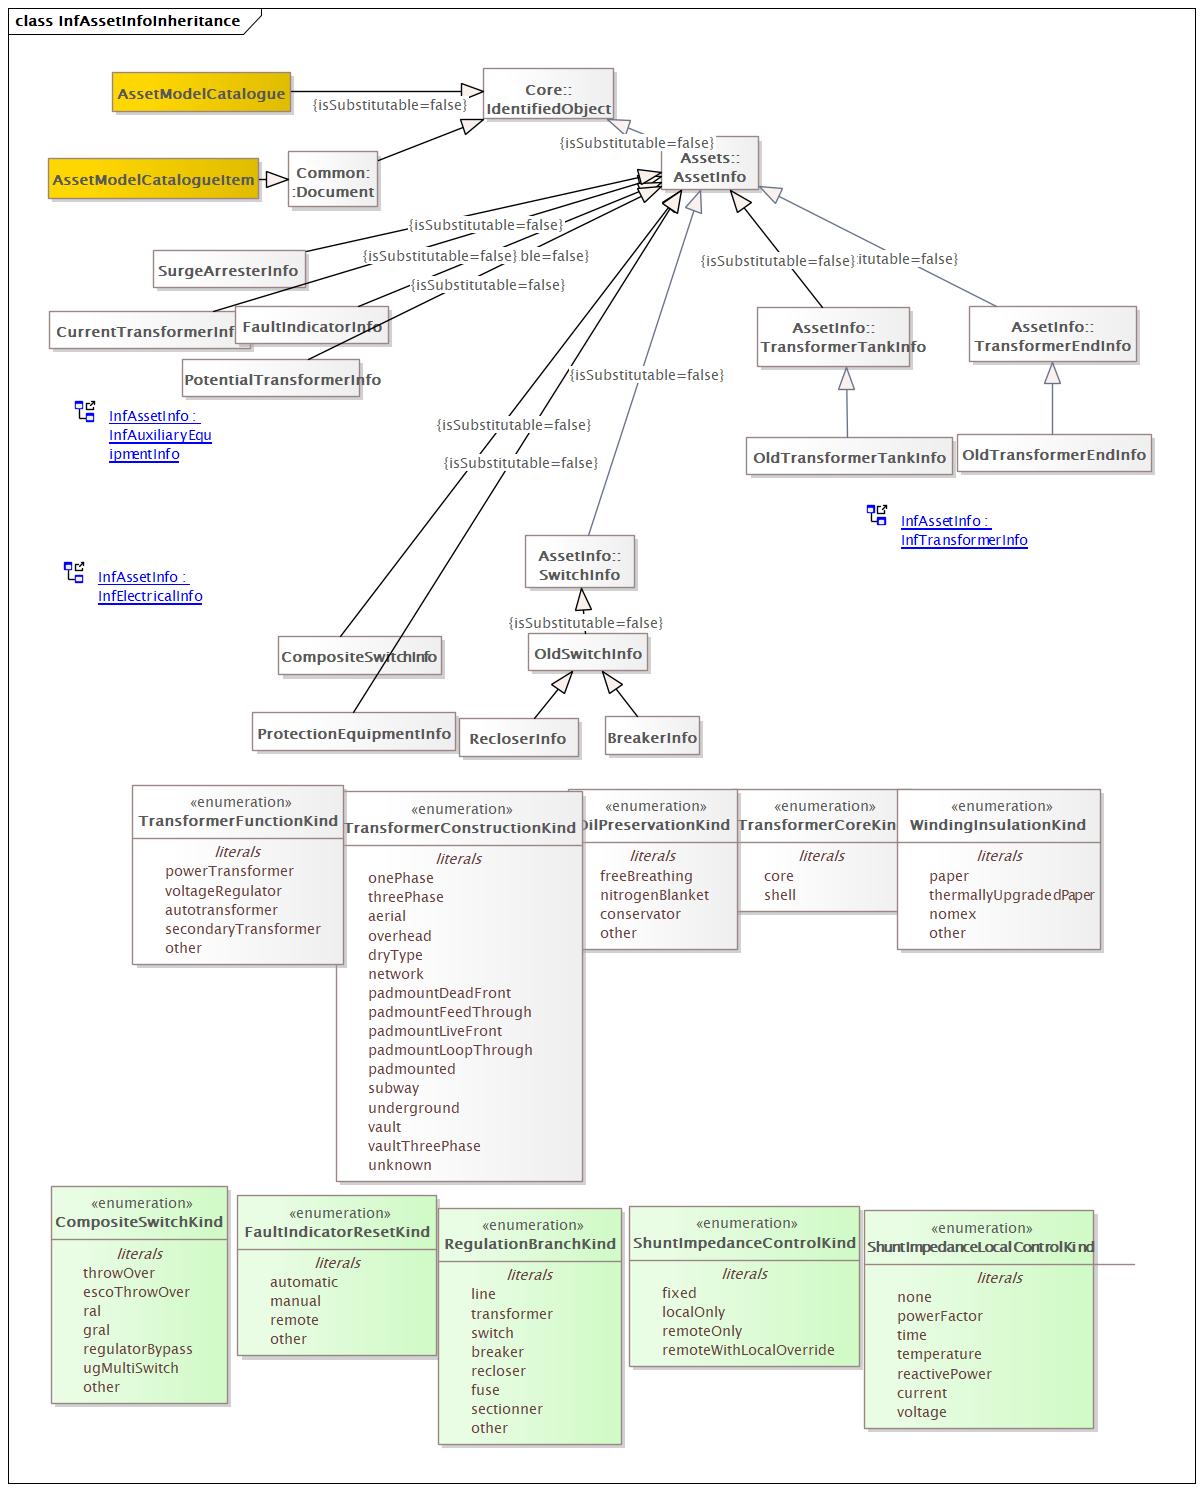 class InfAssetInfoInheritance
AssetModelCatalogue
{isSubstitutable=false}
Core::
IdentifiedObject
{isSubstitutable=false}
AssetModelCatalogueItem
Common:
:Document
Assets::
AssetInfo
{isSubstitutable=false}
SurgeArresterInfo
{isSubstitutable=false}
ble=false}
{isSubstitutable=false}
{isSubstitutable=false}
itutable=false}
CurrentTransformerInf
FaultIndicatorInfo
PotentialTransformerInfo
AssetInfo::
TransformerTankInfo
AssetInfo::
TransformerEndInfo
{isSubstitutable=false}
{isSubstitutable=false}
{isSubstitutable=false}
InfAssetInfo :
InfAuxiliaryEqu
ipmentInfo
OldTransformerTankInfo
OldTransformerEndInfo
InfAssetInfo :
InfTransformerInfo
InfAssetInfo :
InfElectricalInfo
AssetInfo::
SwitchInfo
{isSubstitutable=false}
CompositeSwitchInfo
OldSwitchInfo
ProtectionEquipmentInfo
RecloserInfo
BreakerInfo
«enumeration»
TransformerFunctionKind
literals
powerTransformer
voltageRegulator
autotransformer
secondaryTransformer
other
«enumeration»
TransformerConstructionKind
literals
onePhase
threePhase
aerial
overhead
dryType
network
padmountDeadFront
padmountFeedThrough
padmountLiveFront
padmountLoopThrough
padmounted
subway
underground
vault
vaultThreePhase
unknown
«enumeration»
OilPreservationKind
literals
freeBreathing
nitrogenBlanket
conservator
other
«enumeration»
TransformerCoreKin
literals
core
shell
«enumeration»
WindingInsulationKind
literals
paper
thermallyUpgradedPaper
nomex
other
«enumeration»
CompositeSwitchKind
literals
throwOver
escoThrowOver
ral
gral
regulatorBypass
ugMultiSwitch
other
«enumeration»
FaultIndicatorResetKind
literals
automatic
manual
remote
other
«enumeration»
RegulationBranchKind
literals
line
transformer
switch
breaker
recloser
fuse
sectionner
other
«enumeration»
ShuntImpedanceControlKind
literals
fixed
localOnly
remoteOnly
remoteWithLocalOverride
«enumeration»
ShuntImpedanceLocalControlKind
literals
none
powerFactor
time
temperature
reactivePower
current
voltage